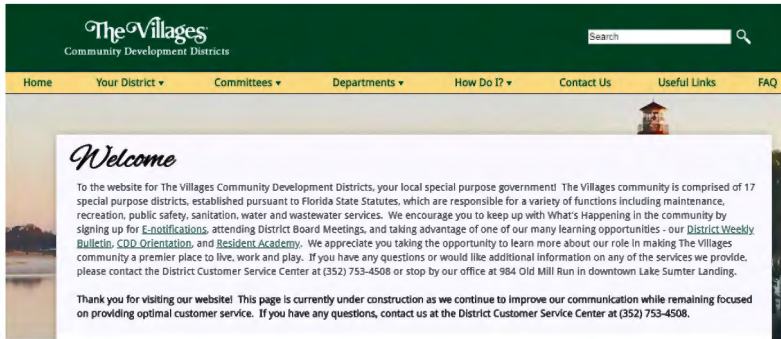 The Villages
Community Development Districts
Search
Home Your District ▾ Committees ▾ Departments ▾ How Do I? ▾ Contact Us Useful Links FAQ
Welcome
To the website for The Villages Community Development Districts, your local special purpose government! The Villages community is comprised of 17
special purpose districts, established pursuant to Florida State Statutes, which are responsible for a variety of functions including maintenance,
recreation, public safety, sanitation, water and wastewater services. We encourage you to keep up with What's Happening in the community by
signing up for E-notifications, attending District Board Meetings, and taking advantage of one of our many learning opportunities - our District Weekly
Bulletin, CDD Orientation, and Resident Academy. We appreciate you taking the opportunity to learn more about our role in making The Villages
community a premier place to live, work and play. If you have any questions or would like additional information on any of the services we provide,
please contact the District Customer Service Center at (352) 753-4508 or stop by our office at 984 Old Mill Run in downtown Lake Sumter Landing.
Thank you for visiting our website! This page is currently under construction as we continue to improve our communication while remaining focused
on providing optimal customer service. If you have any questions, contact us at the District Customer Service Center at (352) 753-4508.